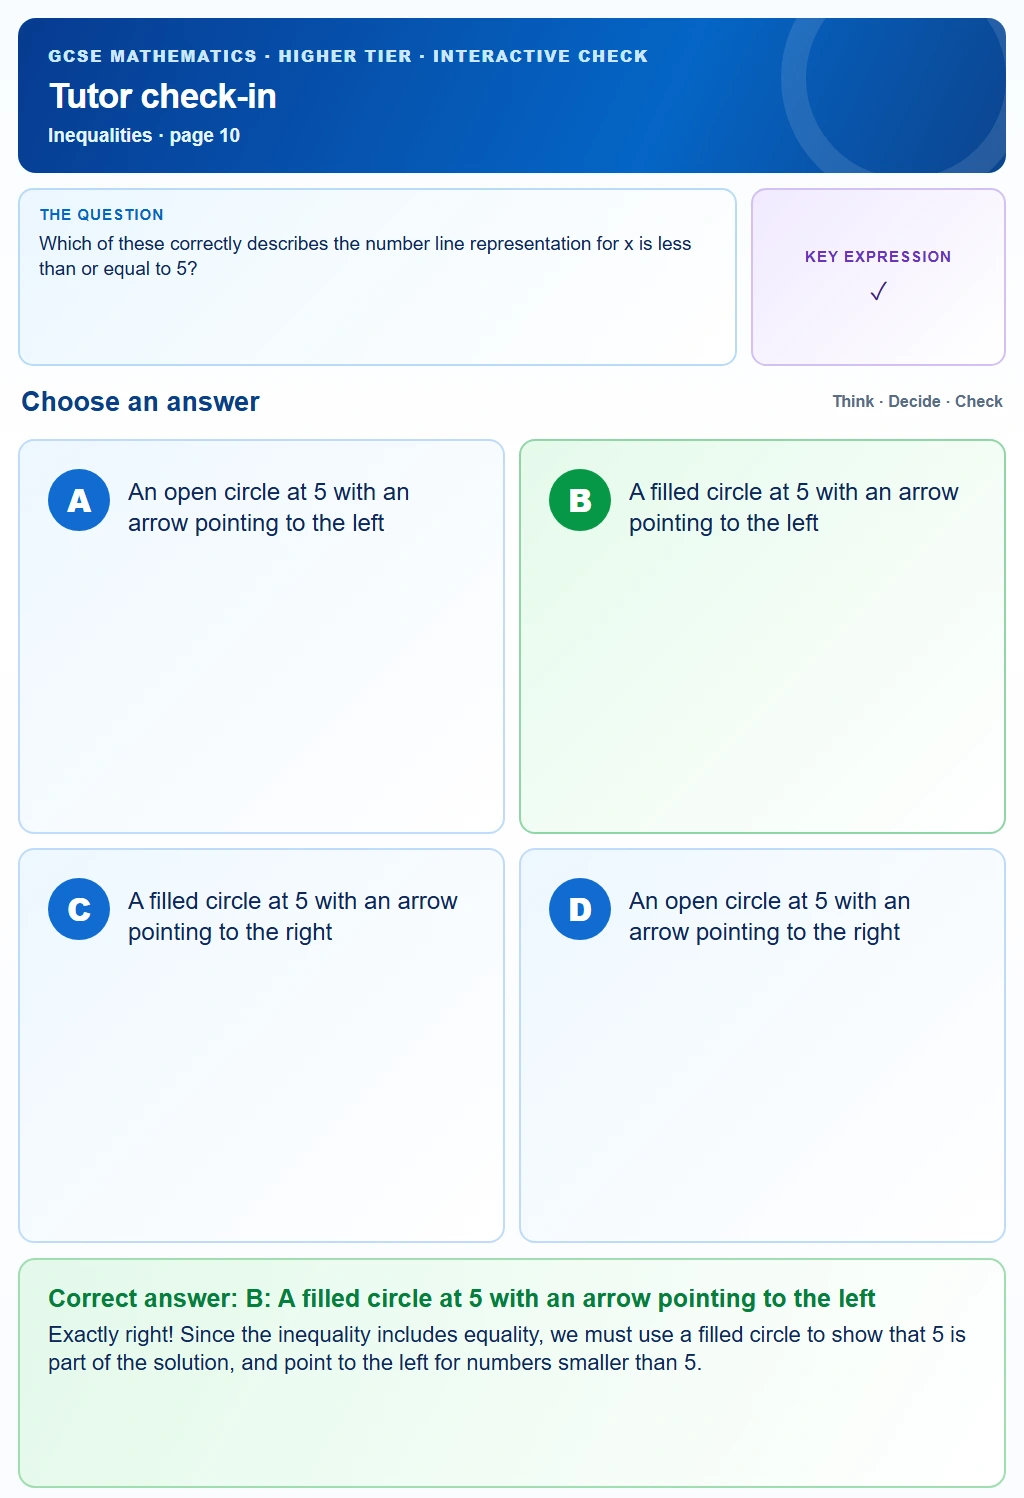 GCSE MATHEMATICS · HIGHER TIER · INTERACTIVE CHECK
Tutor check-in
Inequalities · page 10
THE QUESTION
Which of these correctly describes the number line representation for x is less
than or equal to 5?
KEY EXPRESSION
✓
Choose an answer
Think · Decide · Check
A
An open circle at 5 with an
arrow pointing to the left
B
A filled circle at 5 with an arrow
pointing to the left
C
A filled circle at 5 with an arrow
pointing to the right
D
An open circle at 5 with an
arrow pointing to the right
Correct answer: B: A filled circle at 5 with an arrow pointing to the left
Exactly right! Since the inequality includes equality, we must use a filled circle to show that 5 is
part of the solution, and point to the left for numbers smaller than 5.